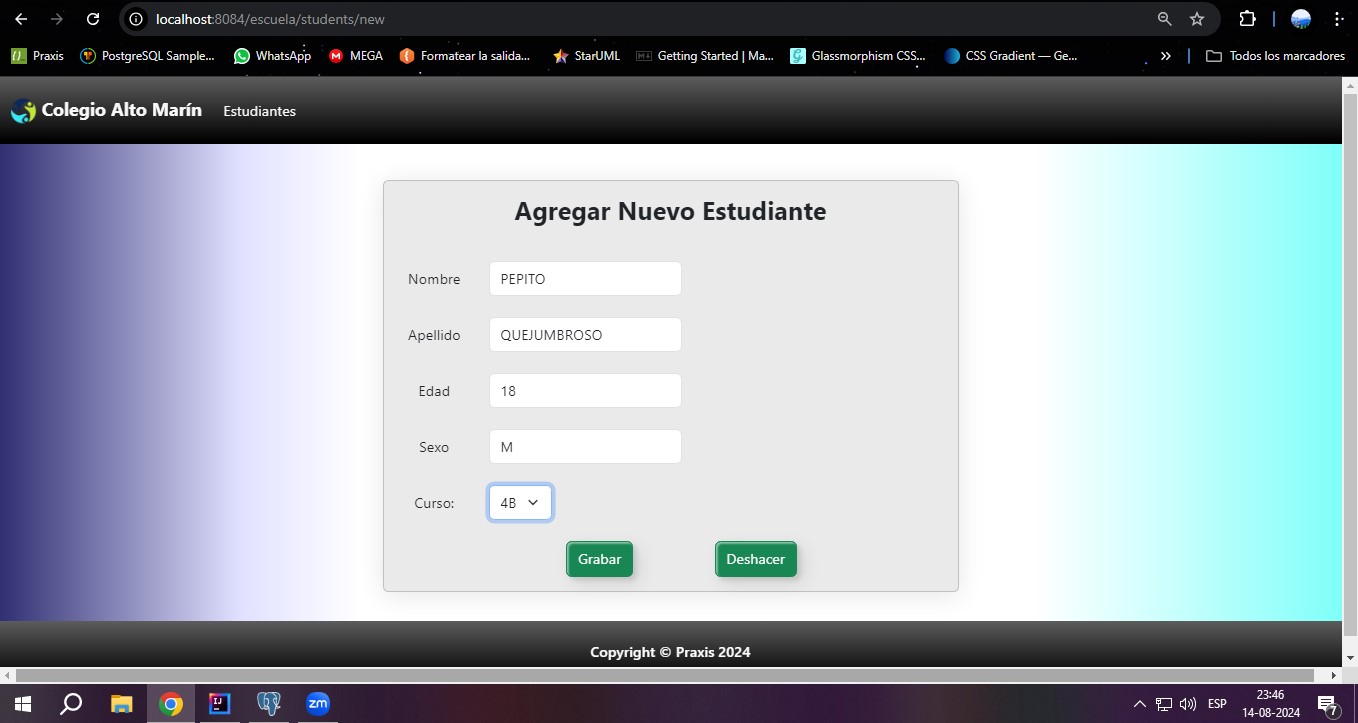 localhost:8084/escuela/students/new
Praxis PostgreSQL Sample... WhatsApp MEGA Formatear la salida... StarUML Getting Started | Ma... Glassmorphism CSS... CSS Gradient — Ge... » Todos los marcadores
Colegio Alto Marín Estudiantes
Agregar Nuevo Estudiante
Nombre PEPITO
Apellido QUEJUMBROSO
Edad 18
Sexo M
Curso: 4B
Grabar Deshacer
Copyright © Praxis 2024
zm ESP 23:46
14-08-2024 7